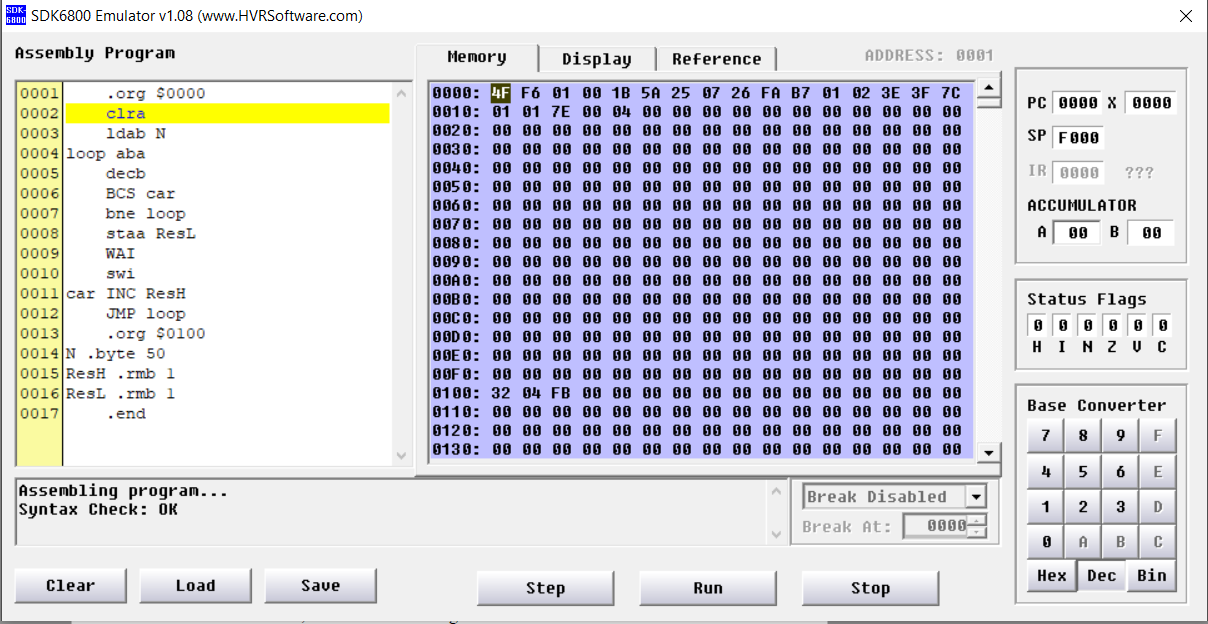 SDK-
6800
SDK6800 Emulator v1.08 (www.HVRSoftware.com)
Assembly Program
0001 .org $0000
0002 clra
0003 ldab N
0004 loop aba
0005 decb
0006 BCS car
0007 bne loop
0008 staa ResL
0009 WAI
0010 swi
0011 car INC ResH
0012 JMP loop
0013 .org $0100
0014 N .byte 50
0015 ResH .rmb 1
0016 ResL .rmb 1
0017 .end
Memory Display Reference ADDRESS: 0001
0000: 4F F6 01 00 1B 5A 25 07 26 FA B7 01 02 3E 3F 7C
0010: 01 01 7E 00 04 00 00 00 00 00 00 00 00 00 00 00
0020: 00 00 00 00 00 00 00 00 00 00 00 00 00 00 00 00
0030: 00 00 00 00 00 00 00 00 00 00 00 00 00 00 00 00
0040: 00 00 00 00 00 00 00 00 00 00 00 00 00 00 00 00
0050: 00 00 00 00 00 00 00 00 00 00 00 00 00 00 00 00
0060: 00 00 00 00 00 00 00 00 00 00 00 00 00 00 00 00
0070: 00 00 00 00 00 00 00 00 00 00 00 00 00 00 00 00
0080: 00 00 00 00 00 00 00 00 00 00 00 00 00 00 00 00
0090: 00 00 00 00 00 00 00 00 00 00 00 00 00 00 00 00
00A0: 00 00 00 00 00 00 00 00 00 00 00 00 00 00 00 00
00B0: 00 00 00 00 00 00 00 00 00 00 00 00 00 00 00 00
00C0: 00 00 00 00 00 00 00 00 00 00 00 00 00 00 00 00
00D0: 00 00 00 00 00 00 00 00 00 00 00 00 00 00 00 00
00E0: 00 00 00 00 00 00 00 00 00 00 00 00 00 00 00 00
00F0: 00 00 00 00 00 00 00 00 00 00 00 00 00 00 00 00
0100: 32 04 FB 00 00 00 00 00 00 00 00 00 00 00 00 00
0110: 00 00 00 00 00 00 00 00 00 00 00 00 00 00 00 00
0120: 00 00 00 00 00 00 00 00 00 00 00 00 00 00 00 00
0130: 00 00 00 00 00 00 00 00 00 00 00 00 00 00 00 00
PC 0000 X 0000
SP F000
IR 0000 ???
ACCUMULATOR
A 00 B 00
Status Flags
0 0 0 0 0 0
H I N Z V C
Base Converter
7 8 9 F
4 5 6 E
1 2 3 D
0 A B C
Hex Dec Bin
Assembling program...
Syntax Check: OK
Break Disabled
Break At: 0000
Clear Load Save Step Run Stop